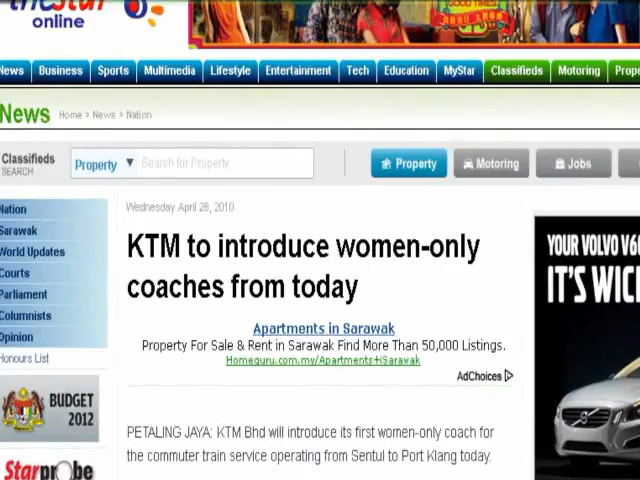 thestar
online
News Business Sports Multimedia Lifestyle Entertainment Tech Education MyStar Classifieds Motoring
News Home > News > Nation
Classifieds
SEARCH
Property ▼ Search for Property
Property Motoring Jobs
Nation
Sarawak
World Updates
Courts
Parliament
Columnists
Opinion
Honours List
BUDGET
2012
Starprobe
Wednesday April 28, 2010
KTM to introduce women-only
coaches from today
Apartments in Sarawak
Property For Sale & Rent in Sarawak Find More Than 50,000 Listings.
Homeguru.com.my/Apartments+iSarawak
AdChoices
PETALING JAYA: KTM Bhd will introduce its first women-only coach for
the commuter train service operating from Sentul to Port Klang today.
YOUR VOLVO V6
IT'S WIC